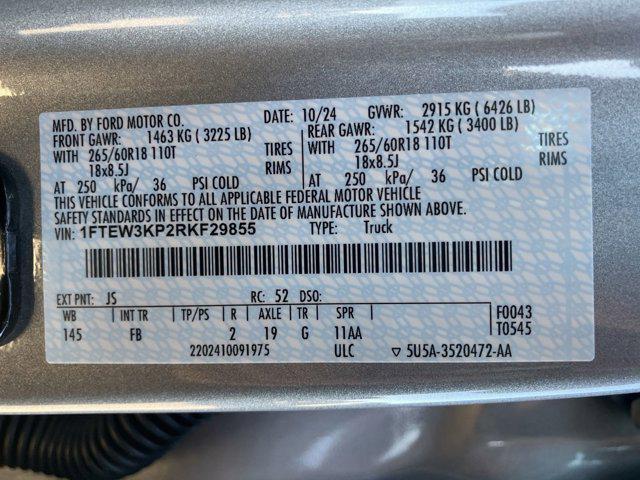 MFD. BY FORD MOTOR CO. DATE: 10/24 GVWR: 2915 KG ( 6426 LB)
FRONT GAWR: 1463 KG ( 3225 LB) REAR GAWR: 1542 KG ( 3400 LB)
WITH 265/60R18 110T TIRES WITH 265/60R18 110T TIRES
18x8.5J RIMS 18x8.5J RIMS
AT 250 kPa/ 36 PSI COLD AT 250 kPa/ 36 PSI COLD
THIS VEHICLE CONFORMS TO ALL APPLICABLE FEDERAL MOTOR VEHICLE
SAFETY STANDARDS IN EFFECT ON THE DATE OF MANUFACTURE SHOWN ABOVE.
VIN: 1FTEW3KP2RKF29855 TYPE: Truck
EXT PNT: JS RC: 52 DSO:
WB INT TR TP/PS R AXLE TR SPR F0043
145 FB 2 19 G 11AA T0545
2202410091975 ULC ▽ 5U5A-3520472-AA